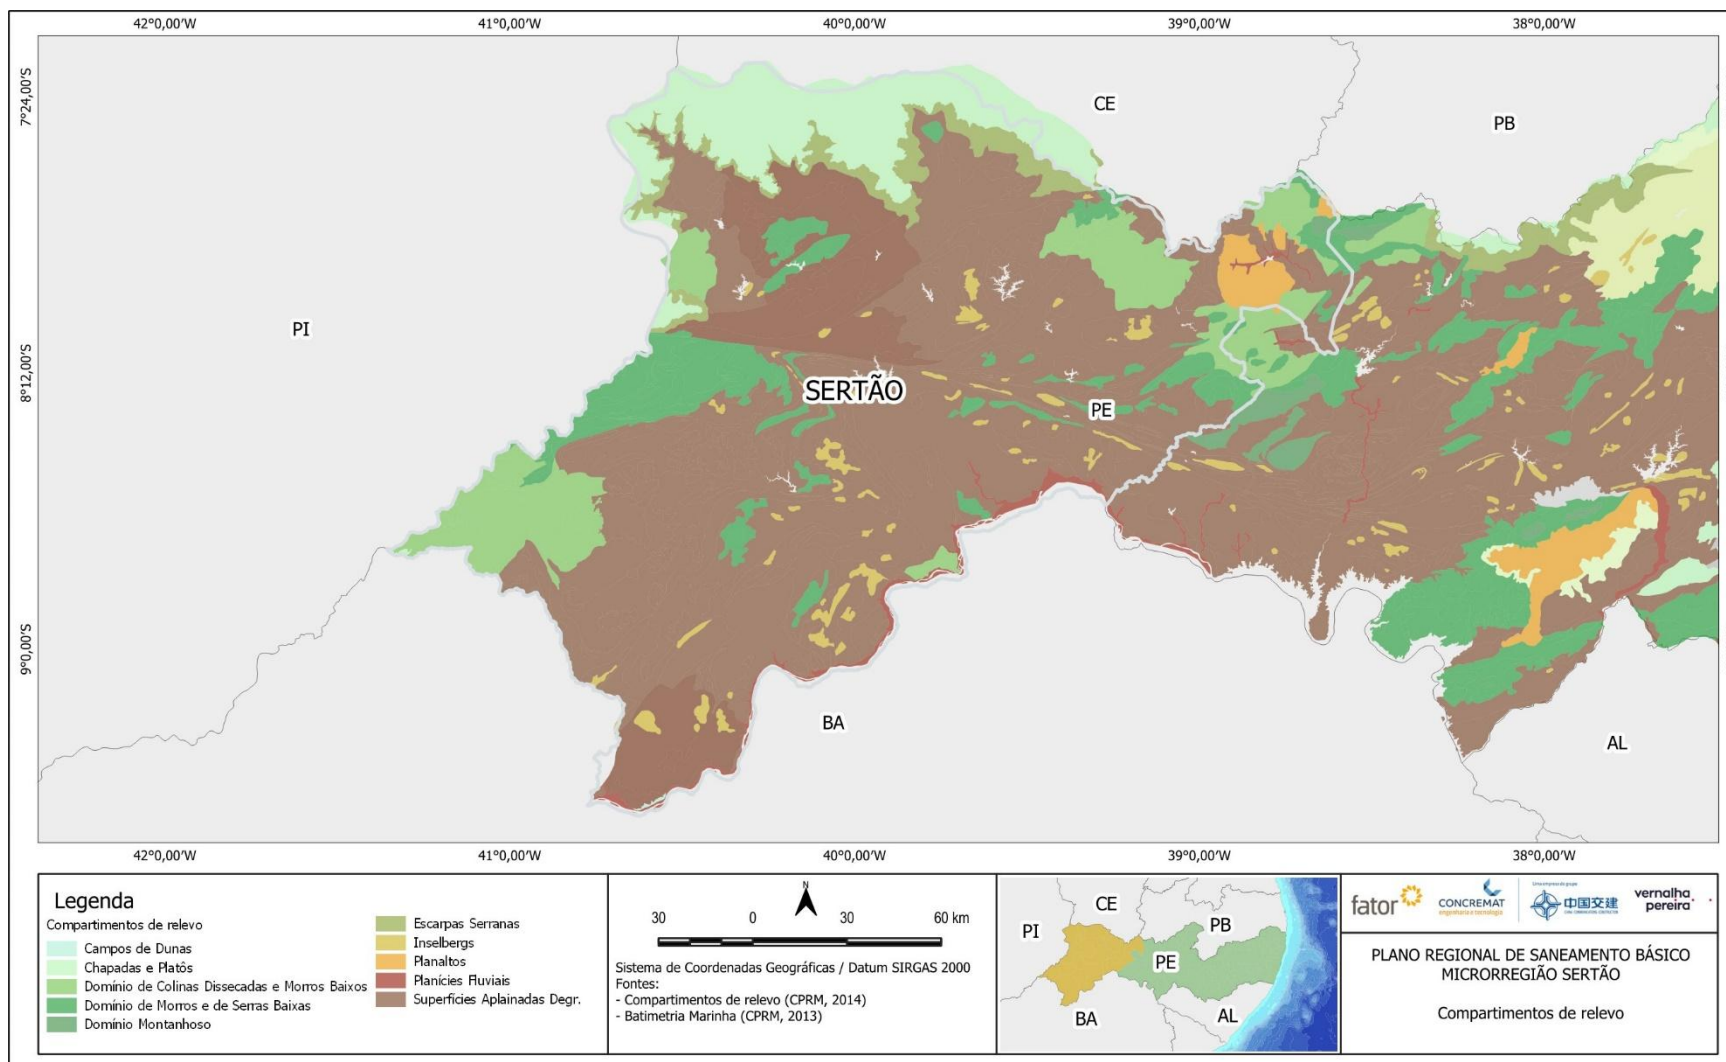 42°0,00'W 41°0,00'W 40°0,00'W 39°0,00'W 38°0,00'W
7°24,00'S
8°12,00'S
9°0,00'S
CE
PB
PI
SERTÃO
PE
BA
AL
42°0,00'W 41°0,00'W 40°0,00'W 39°0,00'W 38°0,00'W
Legenda
Compartimentos de relevo
Campos de Dunas
Chapadas e Platôs
Domínio de Colinas Dissecadas e Morros Baixos
Domínio de Morros e de Serras Baixas
Domínio Montanhoso
Escarpas Serranas
Inselbergs
Planaltos
Planícies Fluviais
Superfícies Aplainadas Degr.
N
30 0 30 60 km
Sistema de Coordenadas Geográficas / Datum SIRGAS 2000
Fontes:
- Compartimentos de relevo (CPRM, 2014)
- Batimetria Marinha (CPRM, 2013)
CE
PI
PB
PE
BA
AL
fator
CONCREMAT
engenharia e tecnologia
Uma empresa do grupo
中国交建
vernalha
pereira
PLANO REGIONAL DE SANEAMENTO BÁSICO
MICRORREGIÃO SERTÃO
Compartimentos de relevo